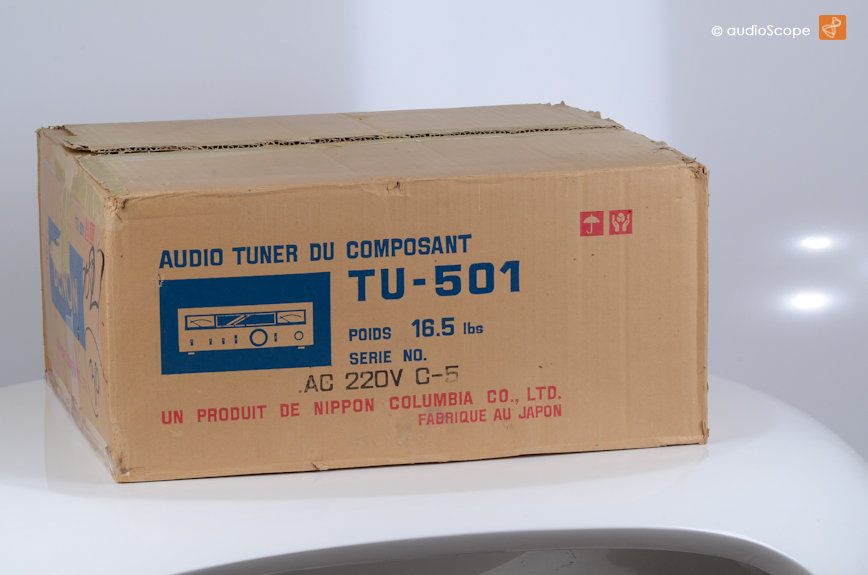 © audioScope
AUDIO TUNER DU COMPOSANT
TU-501
POIDS 16.5 lbs
SERIE NO.
AC 220V C-5
UN PRODUIT DE NIPPON COLUMBIA CO., LTD.
FABRIQUE AU JAPON